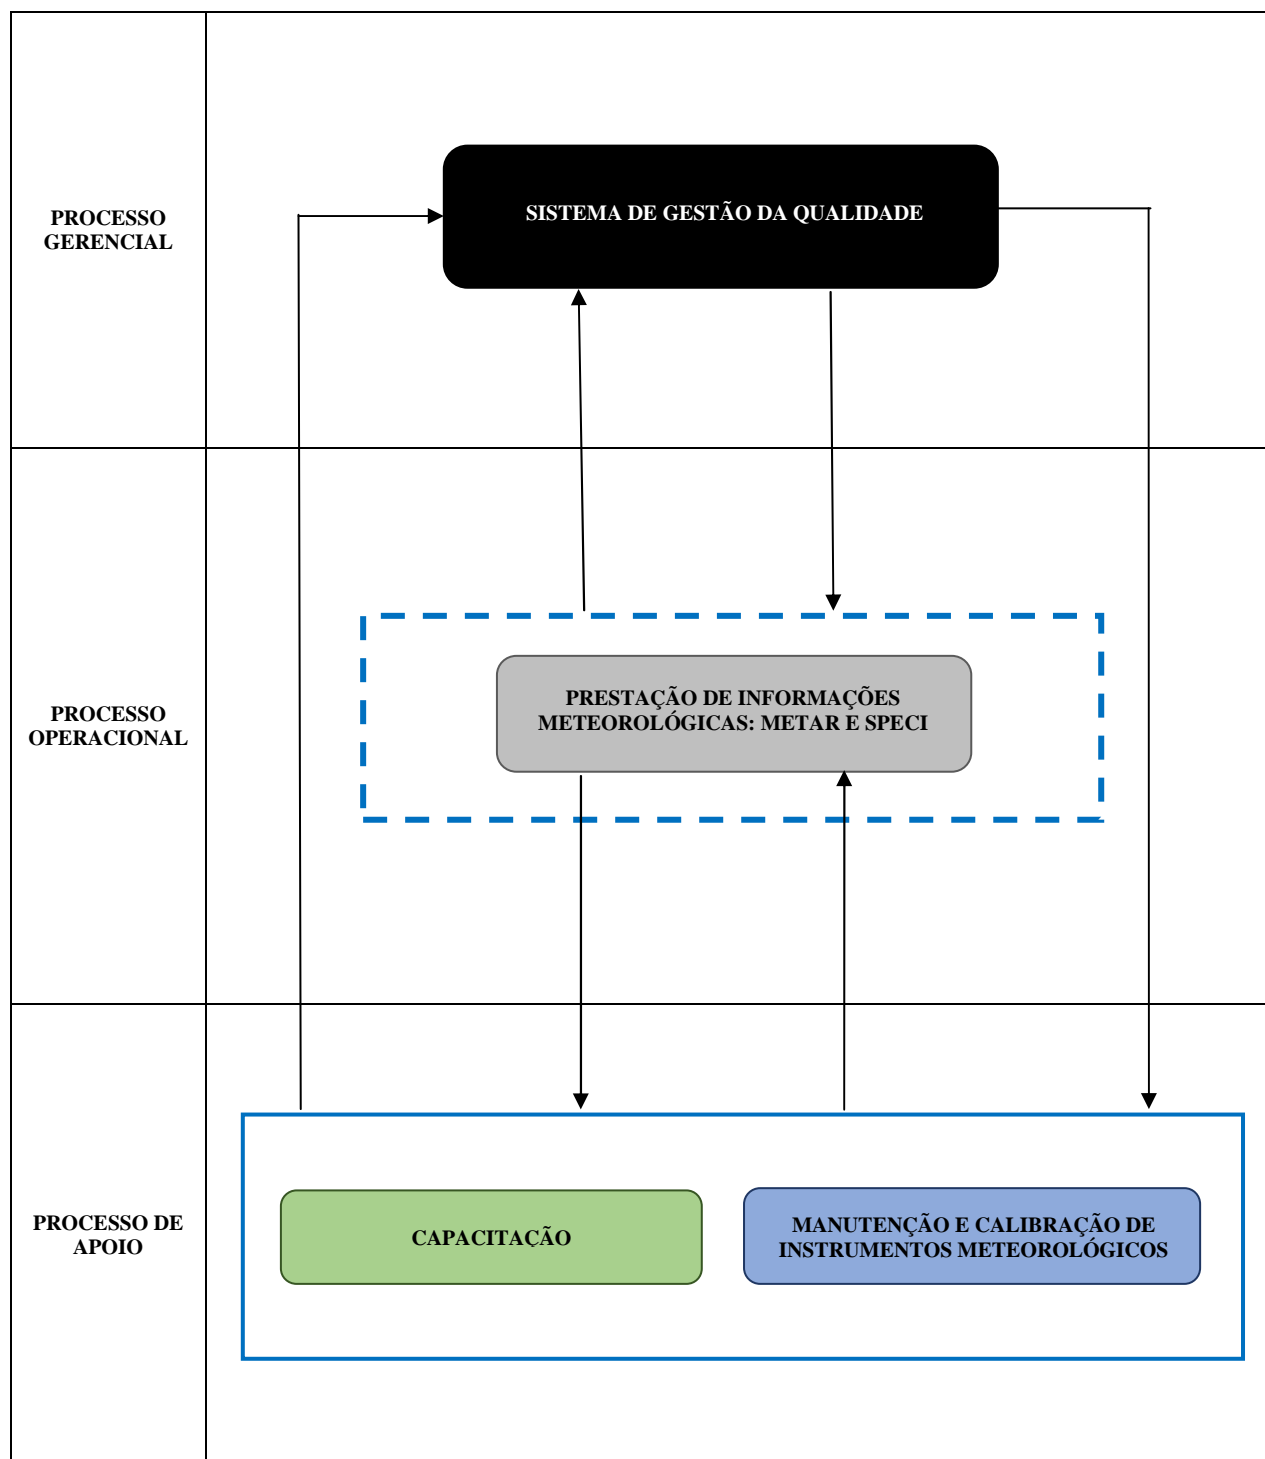 PROCESSO
GERENCIAL
SISTEMA DE GESTÃO DA QUALIDADE
PROCESSO
OPERACIONAL
PRESTAÇÃO DE INFORMAÇÕES
METEOROLÓGICAS: METAR E SPECI
PROCESSO DE
APOIO
CAPACITAÇÃO
MANUTENÇÃO E CALIBRAÇÃO DE
INSTRUMENTOS METEOROLÓGICOS